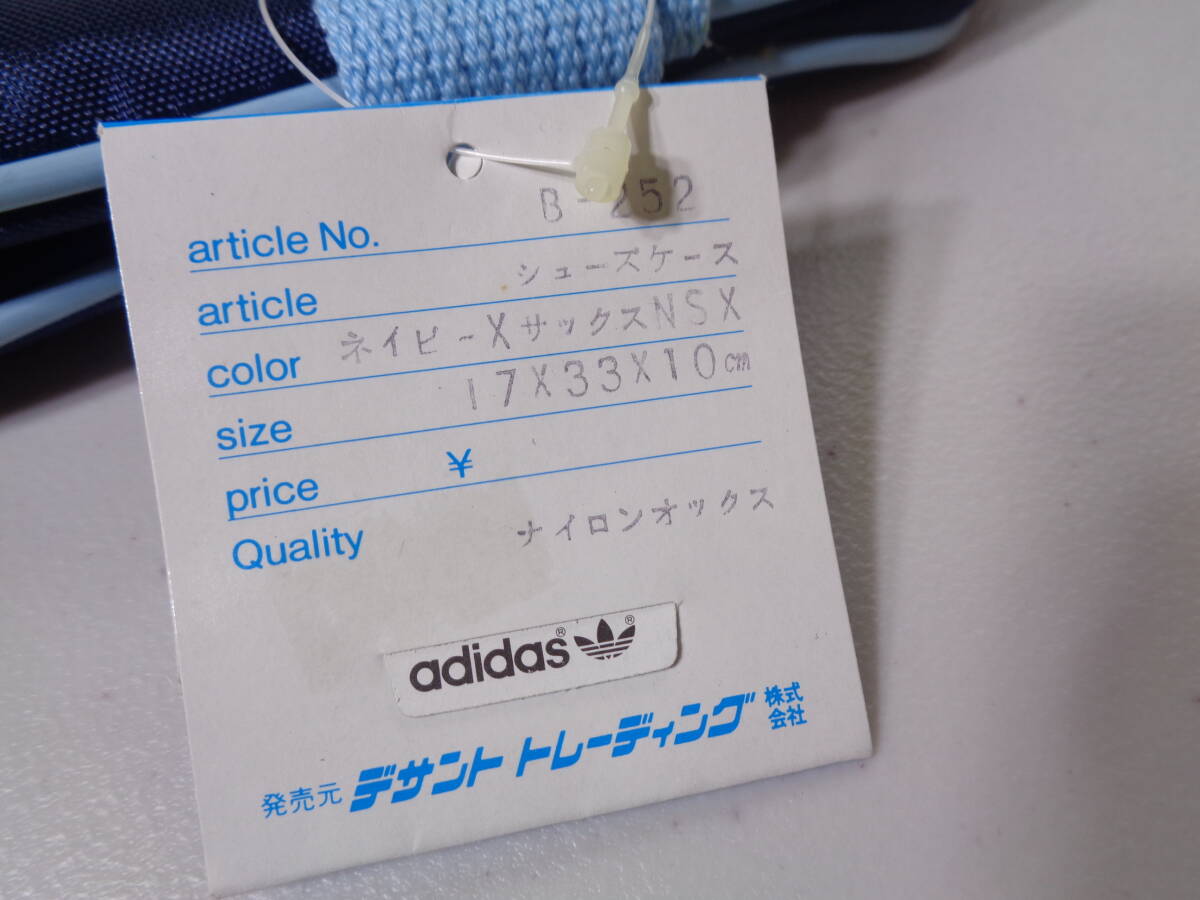 article No. B-252
article シューズケース
color ネイビーXサックスNSX
size 17X33X10cm
price ¥
Quality ナイロンオックス
adidas® ®
発売元 デサント トレーディング 株式会社